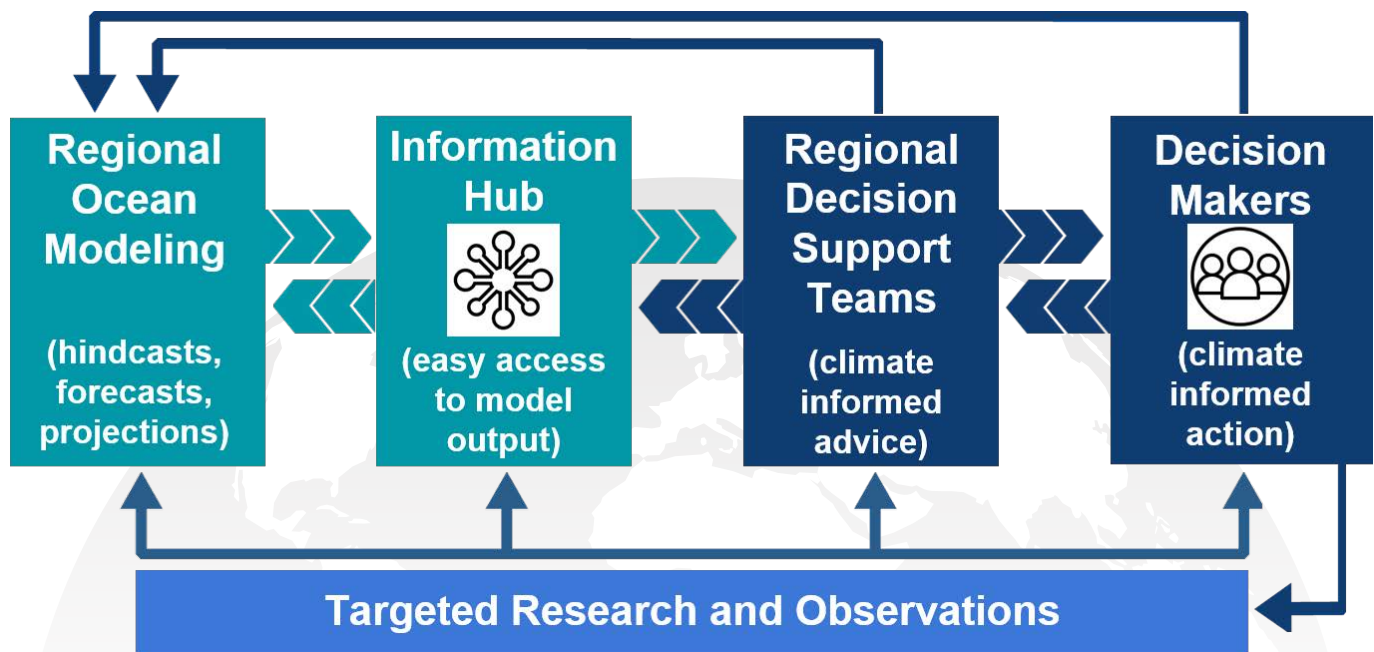 Regional
Ocean
Modeling
(hindcasts,
forecasts,
projections)
Information
Hub
(easy access
to model
output)
Regional
Decision
Support
Teams
(climate
informed
advice)
Decision
Makers
(climate
informed
action)
Targeted Research and Observations